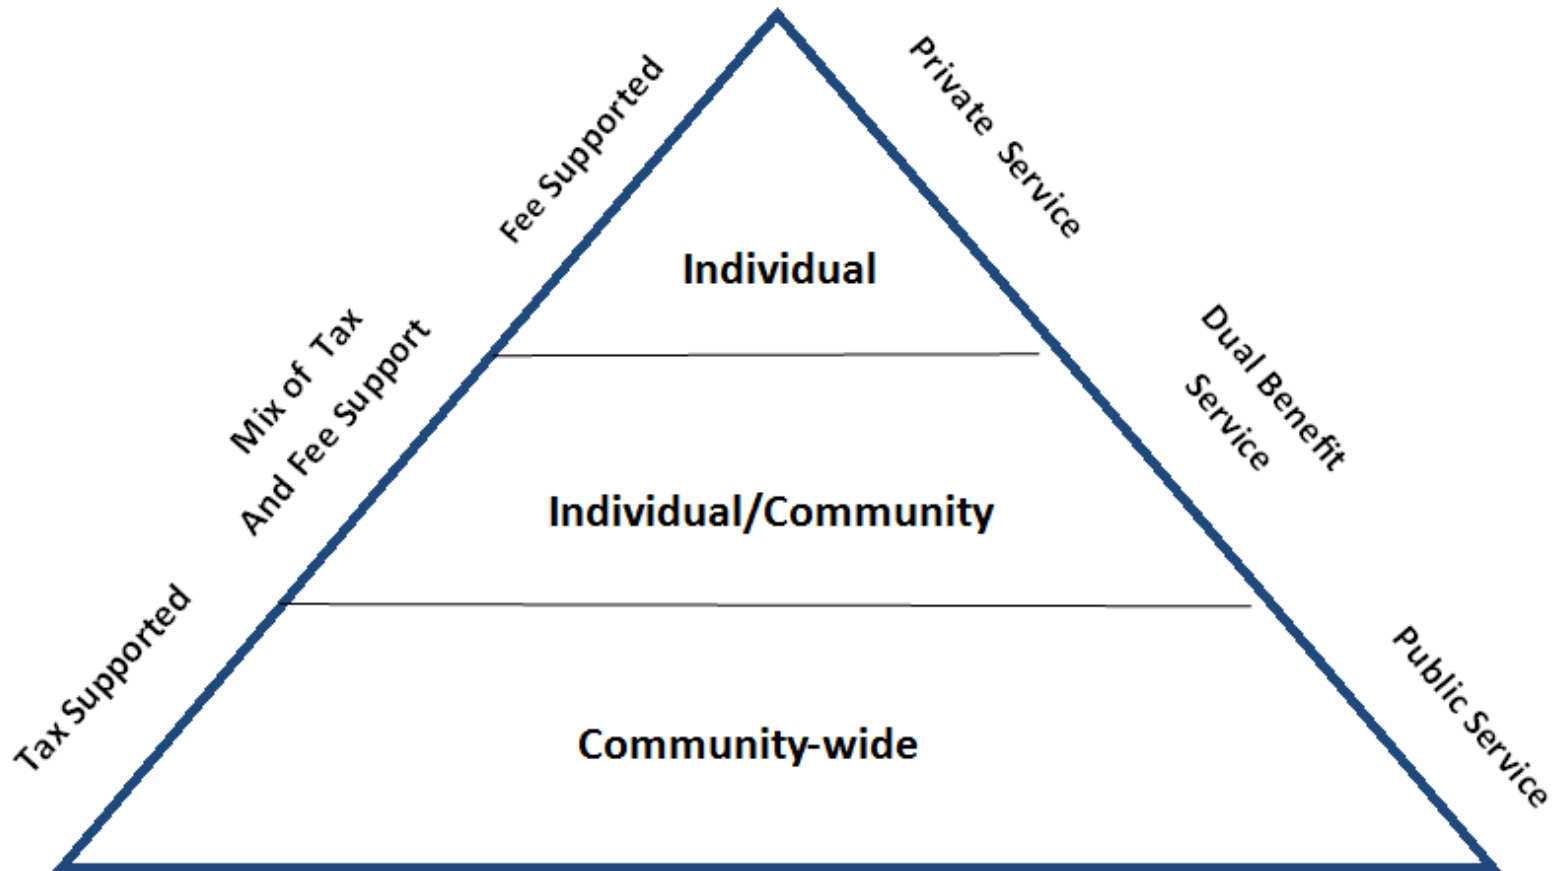 Fee Supported
Private Service
Individual
Mix of Tax
And Fee Support
Dual Benefit
Service
Individual/Community
Tax Supported
Public Service
Community-wide